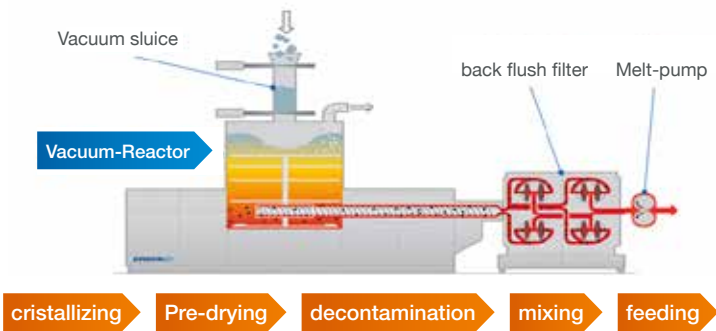 Vacuum sluice
back flush filter
Melt-pump
Vacuum-Reactor
cristallizing
Pre-drying
decontamination
mixing
feeding